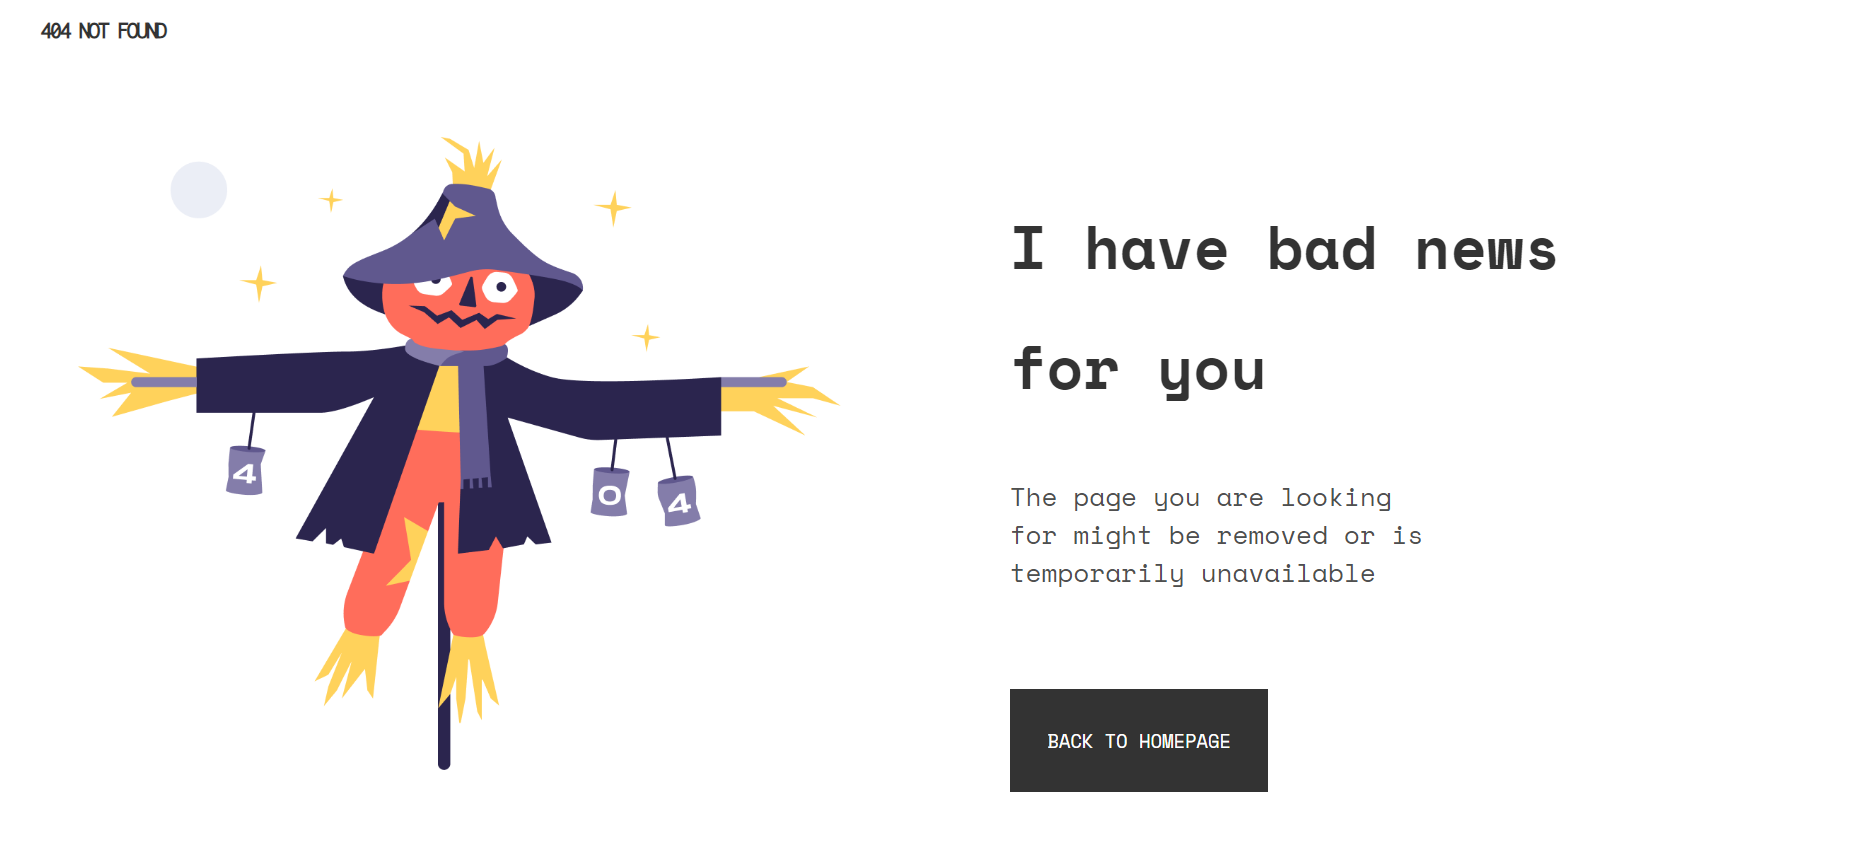 404 NOT FOUND
4
0
4
I have bad news
for you
The page you are looking
for might be removed or is
temporarily unavailable
BACK TO HOMEPAGE